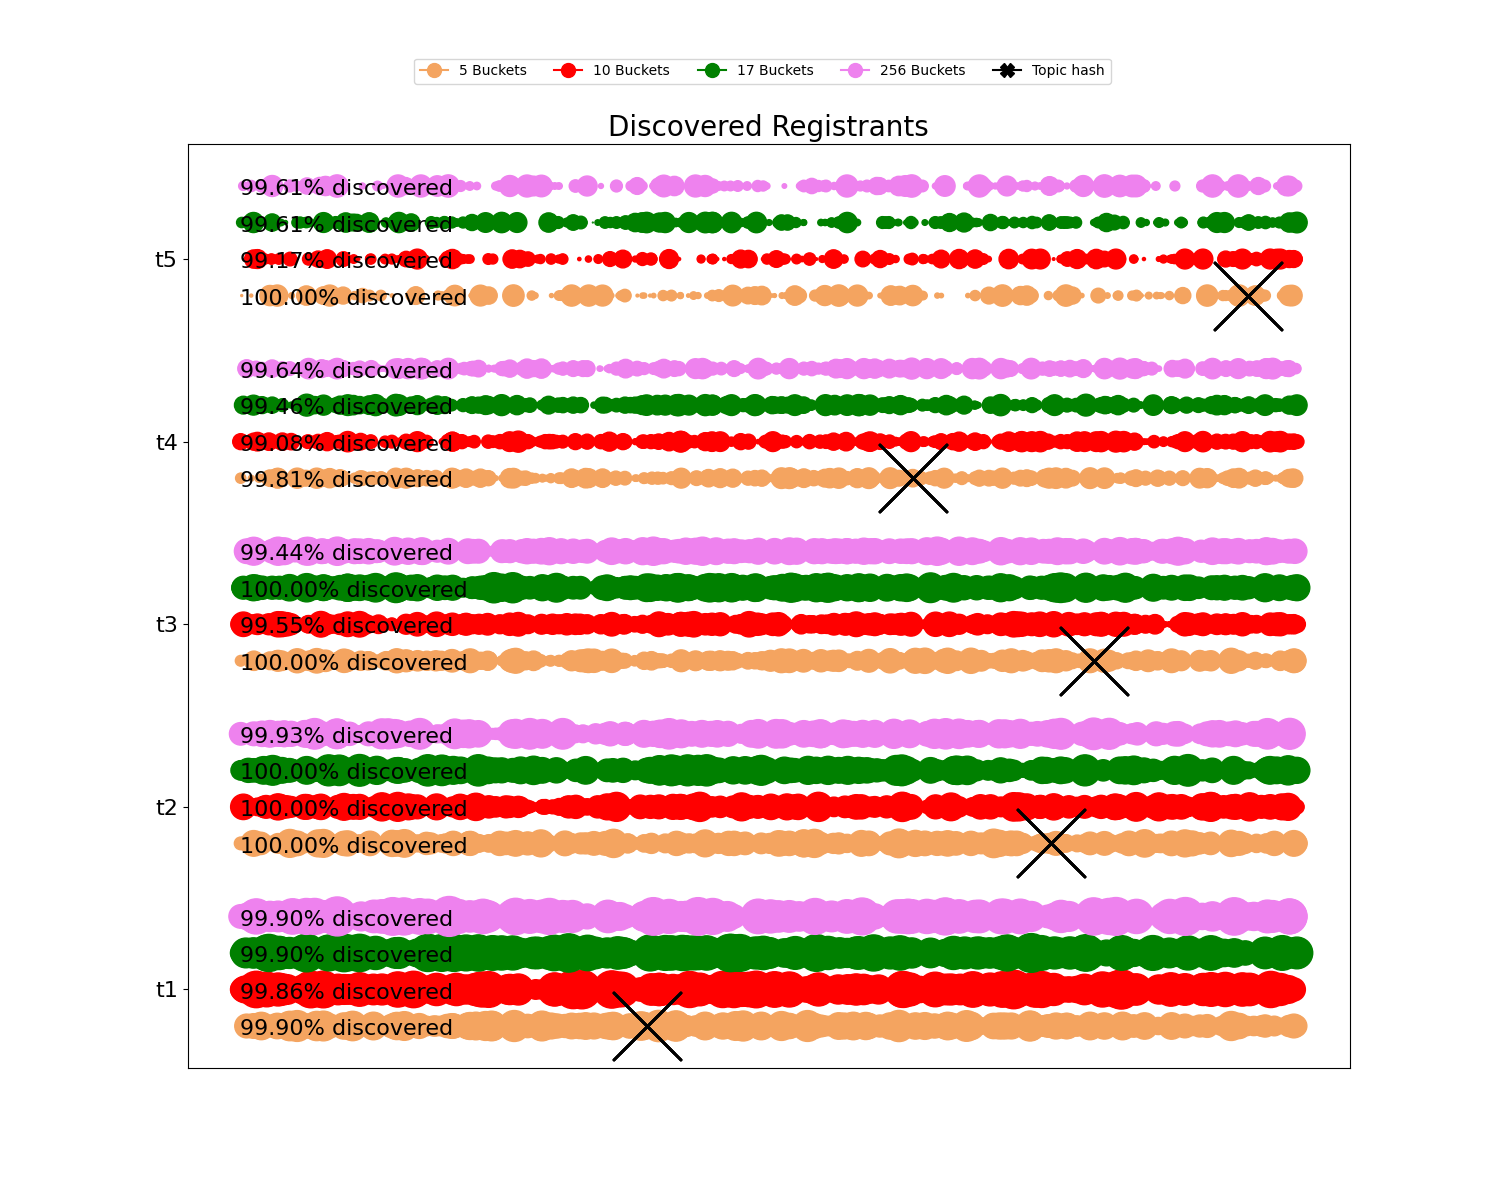 5 Buckets 10 Buckets 17 Buckets 256 Buckets Topic hash
Discovered Registrants
99.61% discovered
99.61% discovered
t5
99.17% discovered
100.00% discovered
99.64% discovered
99.46% discovered
t4
99.08% discovered
99.81% discovered
99.44% discovered
100.00% discovered
t3
99.55% discovered
100.00% discovered
99.93% discovered
100.00% discovered
t2
100.00% discovered
100.00% discovered
99.90% discovered
99.90% discovered
t1
99.86% discovered
99.90% discovered